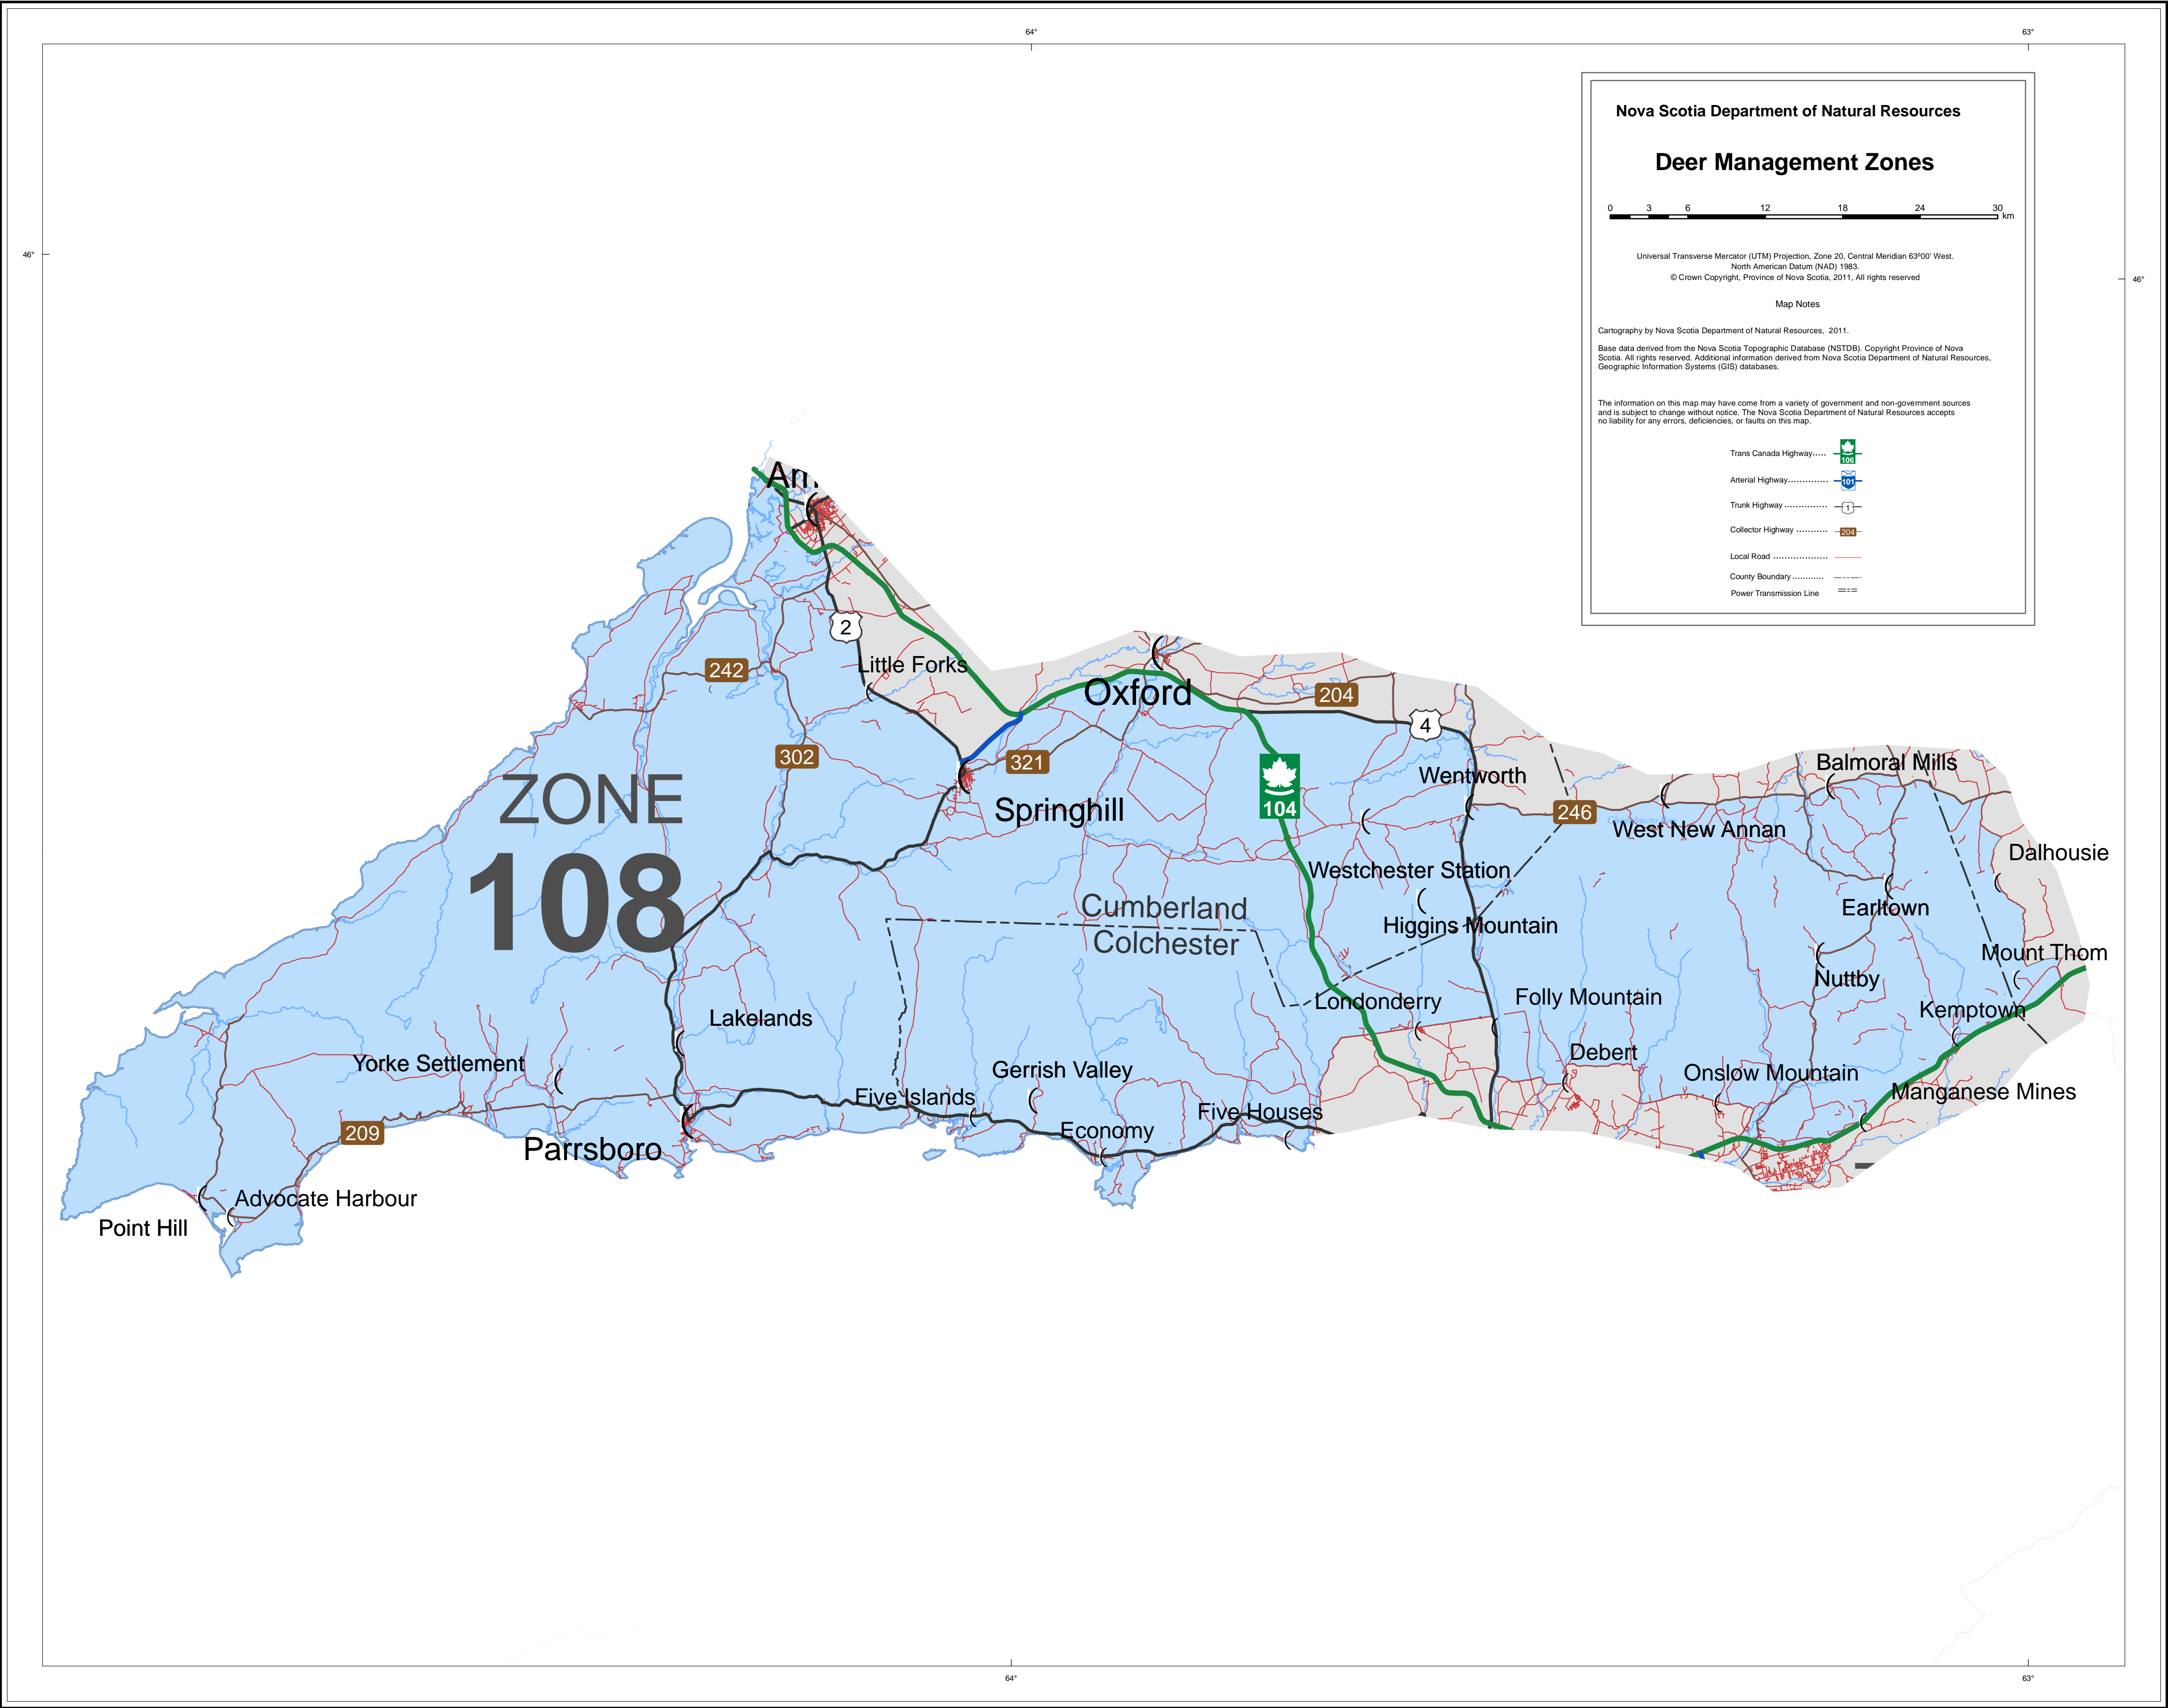 64°
63°
46°
46°
Nova Scotia Department of Natural Resources
Deer Management Zones
0 3 6 12 18 24 30
km
Universal Transverse Mercator (UTM) Projection, Zone 20, Central Meridian 63º00' West.
North American Datum (NAD) 1983.
© Crown Copyright, Province of Nova Scotia, 2011, All rights reserved
Map Notes
Cartography by Nova Scotia Department of Natural Resources, 2011.
Base data derived from the Nova Scotia Topographic Database (NSTDB). Copyright Province of Nova
Scotia. All rights reserved. Additional information derived from Nova Scotia Department of Natural Resources,
Geographic Information Systems (GIS) databases.
The information on this map may have come from a variety of government and non-government sources
and is subject to change without notice. The Nova Scotia Department of Natural Resources accepts
no liability for any errors, deficiencies, or faults on this map.
Trans Canada Highway..... 106
Arterial Highway.............. 101
Trunk Highway ............... 1
Collector Highway ........... 204
Local Road ...................
County Boundary ............
Power Transmission Line
2
Little Forks
242
Oxford
204
4
302
321
Springhill
104
Wentworth
246
Balmoral Mills
West New Annan
ZONE
108
Dalhousie
Westchester Station
Cumberland
Colchester
Higgins Mountain
Earltown
Mount Thom
Nuttby
Londonderry
Folly Mountain
Kemptown
Lakelands
Yorke Settlement
Gerrish Valley
Debert
Onslow Mountain
Five Islands
Manganese Mines
Five Houses
209
Economy
Parrsboro
Advocate Harbour
Point Hill
64°
63°